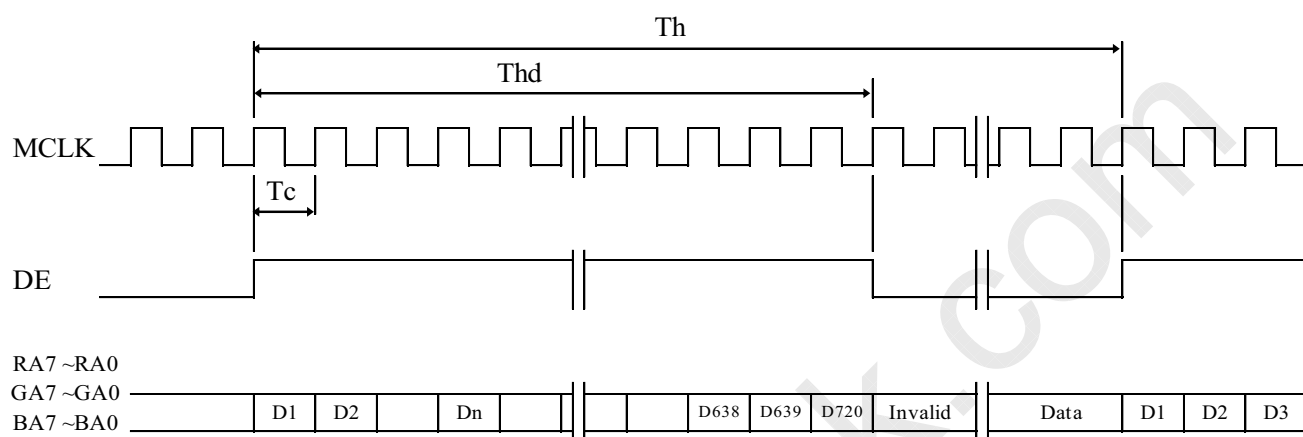 Th
Thd
MCLK
Tc
DE
RA7 ~RA0
GA7 ~GA0
BA7 ~BA0
D1 D2 Dn D638 D639 D720 Invalid Data D1 D2 D3
k.com